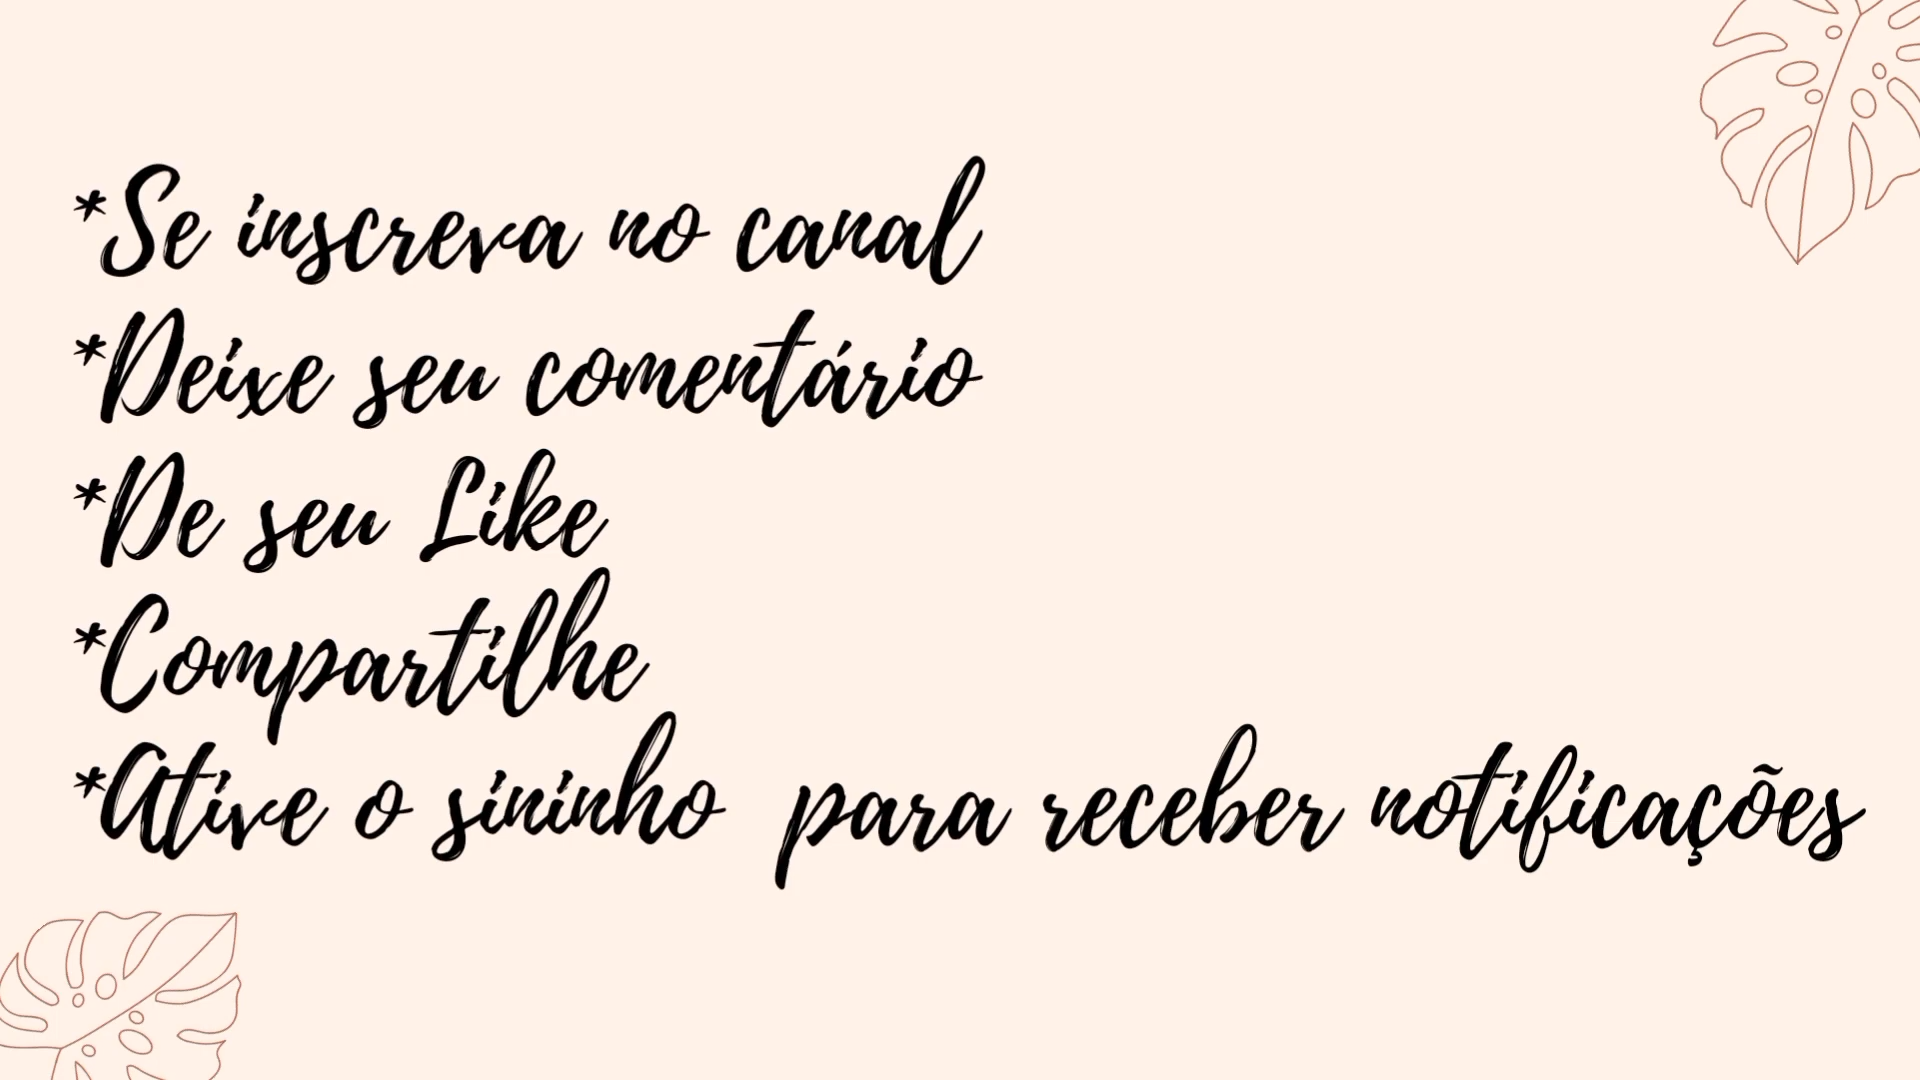 *Se inscreva no canal
*Deixe seu comentário
*De seu Like
*Compartilhe
*Ative o sininho  para receber notificações